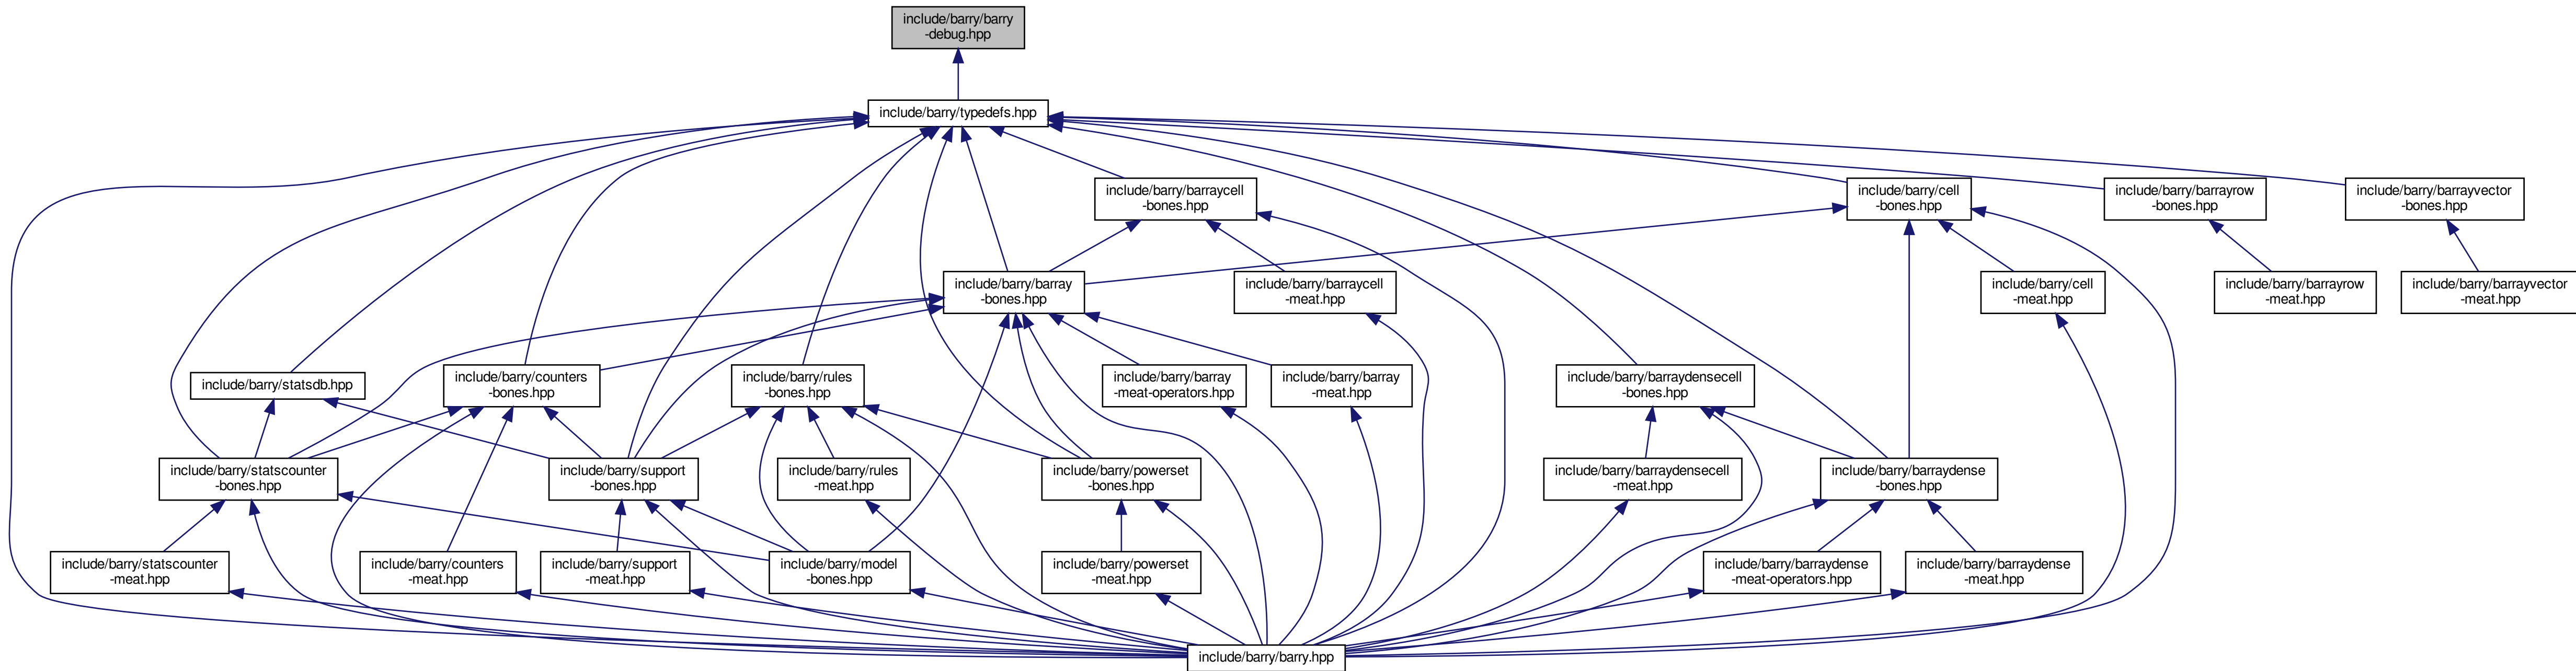 include/barry/barry
-debug.hpp
include/barry/typedefs.hpp
include/barry/barraycell
-bones.hpp
include/barry/cell
-bones.hpp
include/barry/barrayrow
-bones.hpp
include/barry/barrayvector
-bones.hpp
include/barry/barray
-bones.hpp
include/barry/barraycell
-meat.hpp
include/barry/cell
-meat.hpp
include/barry/barrayrow
-meat.hpp
include/barry/barrayvector
-meat.hpp
include/barry/statsdb.hpp
include/barry/counters
-bones.hpp
include/barry/rules
-bones.hpp
include/barry/barray
-meat-operators.hpp
include/barry/barray
-meat.hpp
include/barry/barraydensecell
-bones.hpp
include/barry/statscounter
-bones.hpp
include/barry/support
-bones.hpp
include/barry/rules
-meat.hpp
include/barry/powerset
-bones.hpp
include/barry/barraydensecell
-meat.hpp
include/barry/barraydense
-bones.hpp
include/barry/statscounter
-meat.hpp
include/barry/counters
-meat.hpp
include/barry/support
-meat.hpp
include/barry/model
-bones.hpp
include/barry/powerset
-meat.hpp
include/barry/barraydense
-meat-operators.hpp
include/barry/barraydense
-meat.hpp
include/barry/barry.hpp